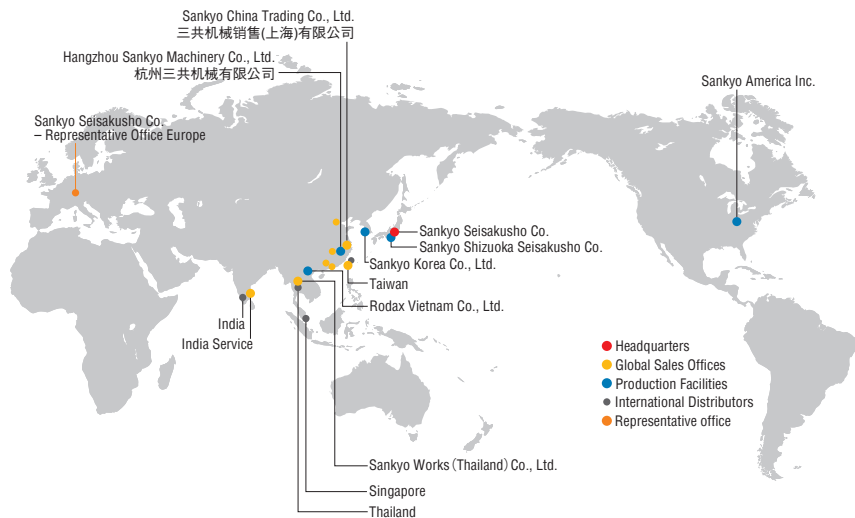 Sankyo China Trading Co., Ltd.
三共机械销售(上海)有限公司
Hangzhou Sankyo Machinery Co., Ltd.
杭州三共机械有限公司
Sankyo America Inc.
Sankyo Seisakusho Co.
– Representative Office Europe
Sankyo Seisakusho Co.
Sankyo Shizuoka Seisakusho Co.
Sankyo Korea Co., Ltd.
Taiwan
Rodax Vietnam Co., Ltd.
India
India Service
Headquarters
Global Sales Offices
Production Facilities
International Distributors
Representative office
Sankyo Works (Thailand) Co., Ltd.
Singapore
Thailand